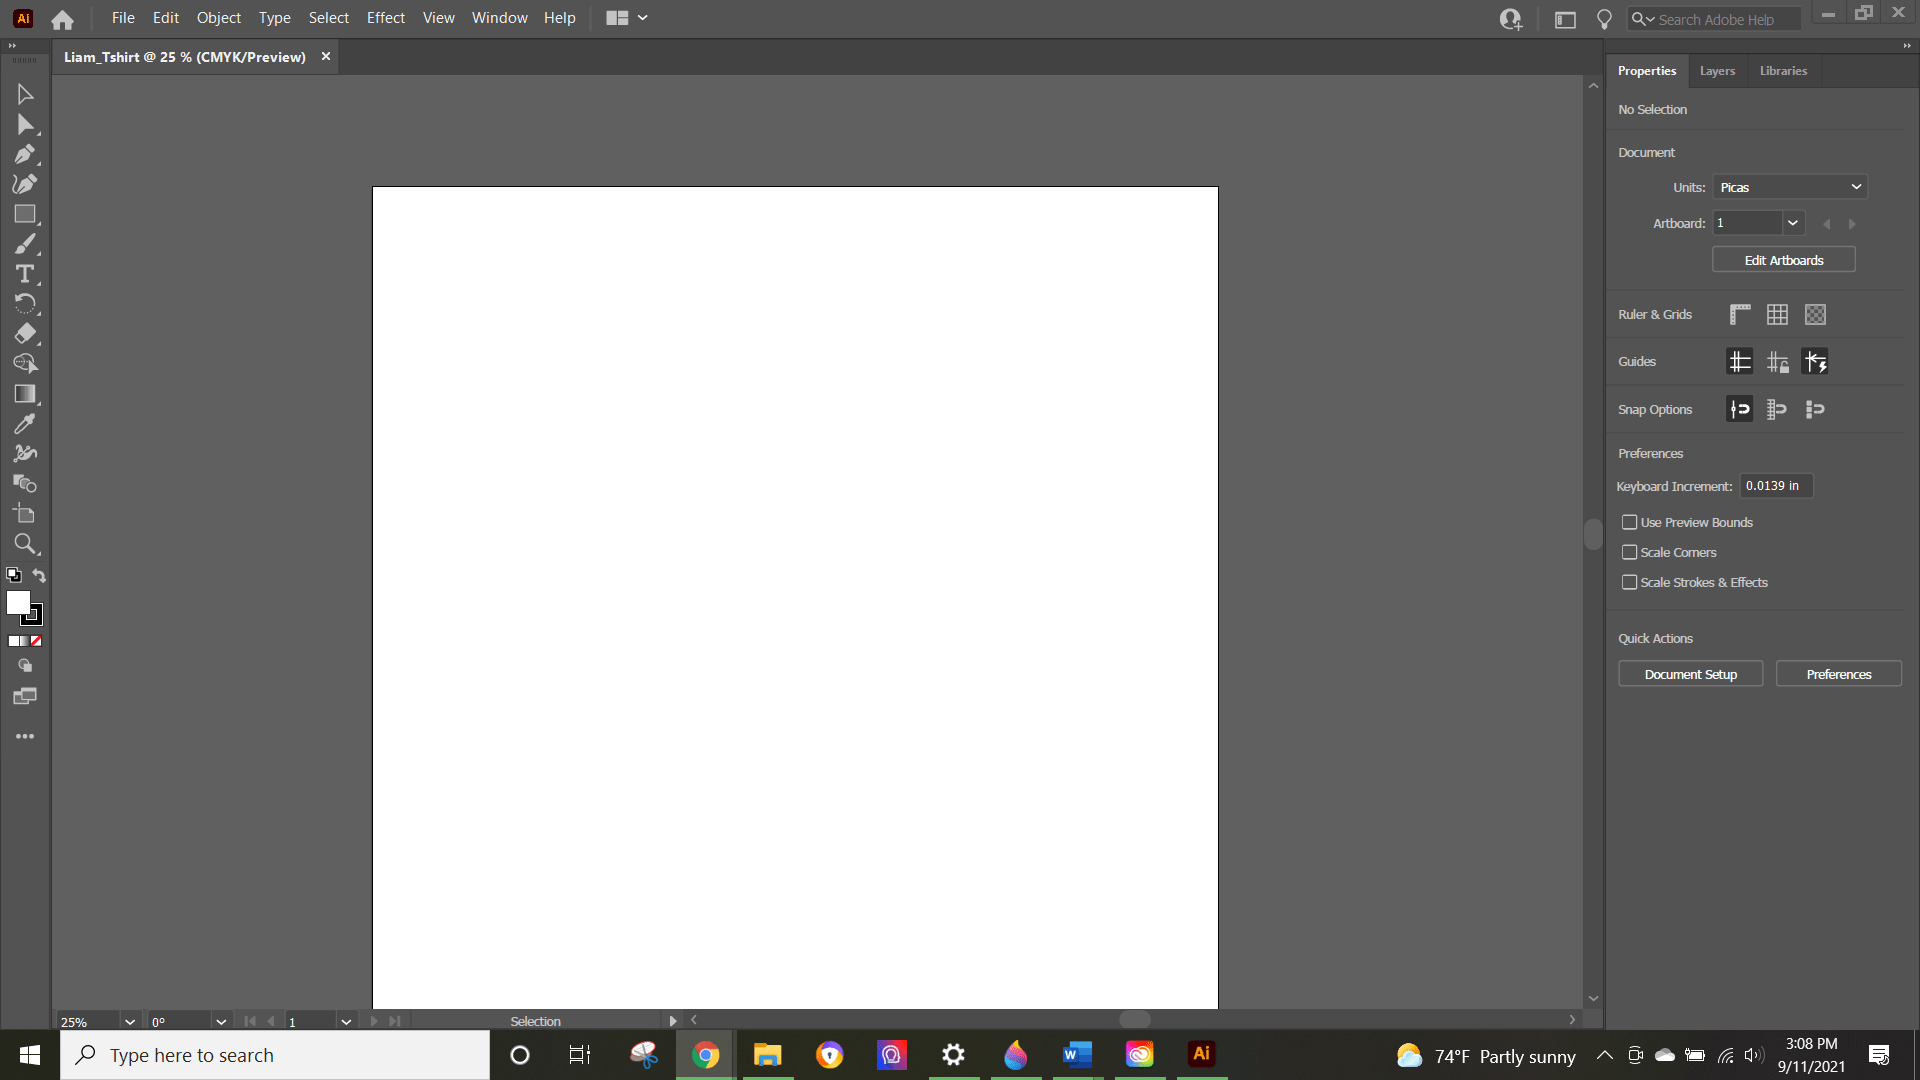 Ai File Edit Object Type Select Effect View Window Help Search Adobe Help
Liam_Tshirt @ 25 % (CMYK/Preview) ×
Properties Layers Libraries
No Selection
Document
Units: Picas
Artboard: 1
Edit Artboards
Ruler & Grids
Guides
Snap Options
Preferences
Keyboard Increment: 0.0139 in
Use Preview Bounds
Scale Corners
Scale Strokes & Effects
Quick Actions
Document Setup Preferences
25% 0° 1 Selection
Type here to search W Ai 74°F Partly sunny 3:08 PM
9/11/2021